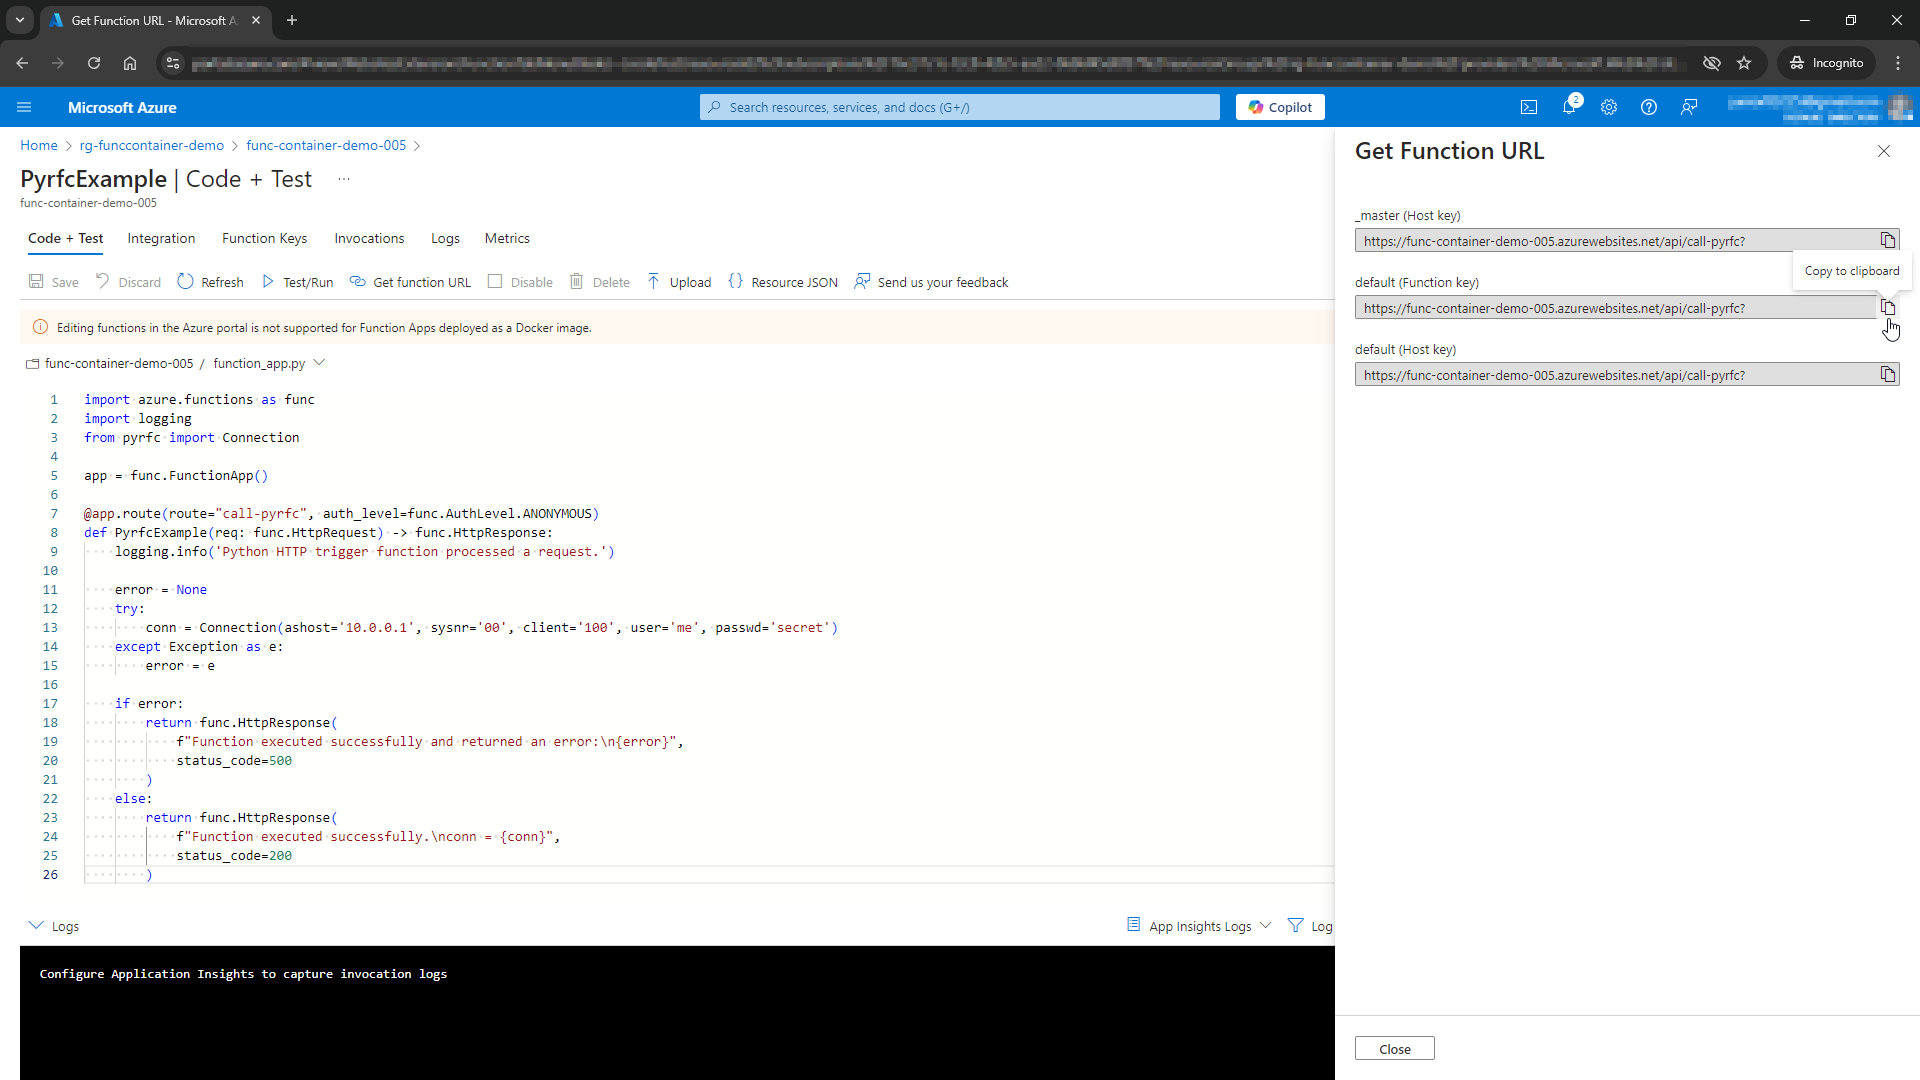 Get Function URL - Microsoft A
Incognito
Microsoft Azure
Search resources, services, and docs (G+/)
Copilot
2
Home > rg-funccontainer-demo > func-container-demo-005 >
PyrfcExample | Code + Test ...
func-container-demo-005
Code + Test Integration Function Keys Invocations Logs Metrics
Save Discard Refresh Test/Run Get function URL Disable Delete Upload {} Resource JSON Send us your feedback
Editing functions in the Azure portal is not supported for Function Apps deployed as a Docker image.
func-container-demo-005 / function_app.py
1 import azure.functions as func
2 import logging
3 from pyrfc import Connection
4
5 app = func.FunctionApp()
6
7 @app.route(route="call-pyrfc", auth_level=func.AuthLevel.ANONYMOUS)
8 def PyrfcExample(req: func.HttpRequest) -> func.HttpResponse:
9     logging.info('Python HTTP trigger function processed a request.')
10
11     error = None
12     try:
13         conn = Connection(ashost='10.0.0.1', sysnr='00', client='100', user='me', passwd='secret')
14     except Exception as e:
15         error = e
16
17     if error:
18         return func.HttpResponse(
19             f"Function executed successfully and returned an error:\n{error}",
20             status_code=500
21         )
22     else:
23         return func.HttpResponse(
24             f"Function executed successfully.\nconn = {conn}",
25             status_code=200
26         )
Logs
App Insights Logs
Log
Configure Application Insights to capture invocation logs
Get Function URL
_master (Host key)
https://func-container-demo-005.azurewebsites.net/api/call-pyrfc?
Copy to clipboard
default (Function key)
https://func-container-demo-005.azurewebsites.net/api/call-pyrfc?
default (Host key)
https://func-container-demo-005.azurewebsites.net/api/call-pyrfc?
Close